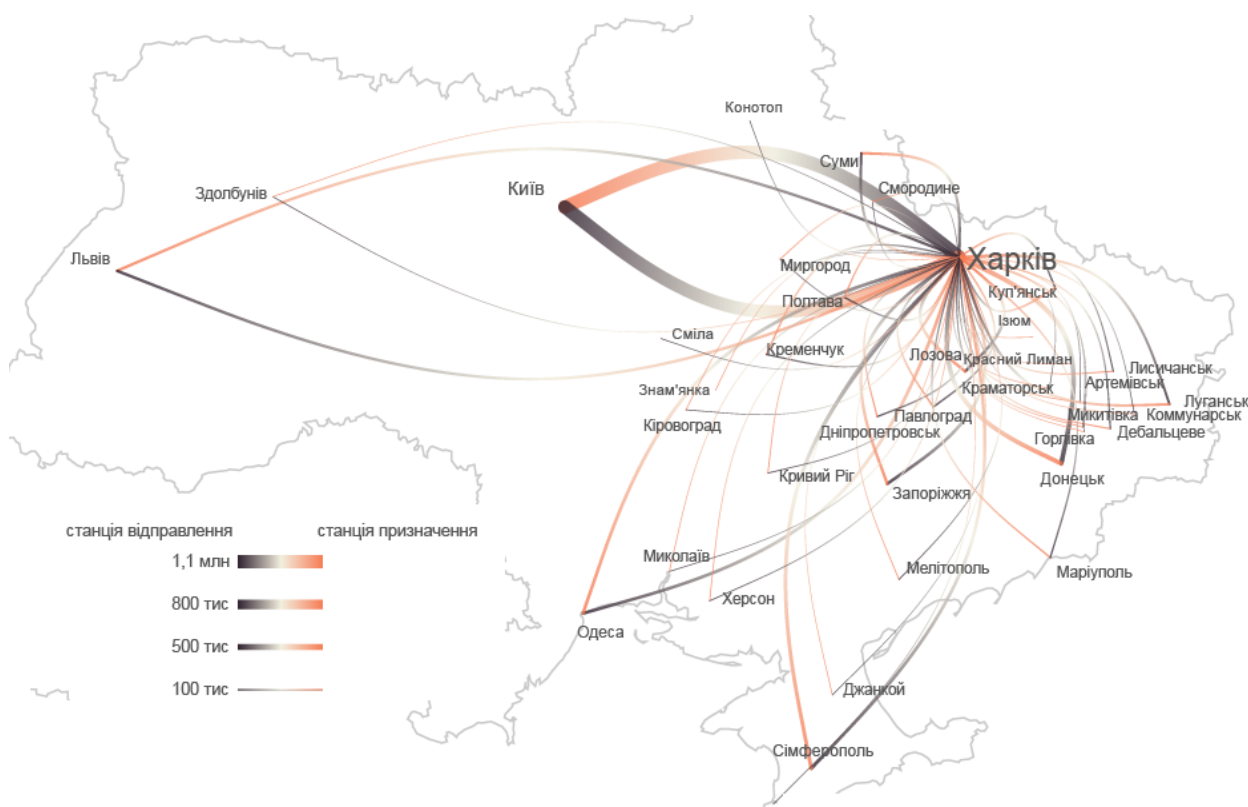 Конотоп
Суми
Смородине
Київ
Здолбунів
Львів
Харків
Миргород
Куп'янськ
Полтава
Ізюм
Сміла
Кременчук
Лозова
Красний Лиман
Лисичанськ
Артемівськ
Знам'янка
Краматорськ
Луганськ
Кіровоград
Павлоград
Микитівка
Коммунарськ
Дніпропетровськ
Дебальцеве
Горлівка
Кривий Ріг
Донецьк
Запоріжжя
станція відправлення
станція призначення
1,1 млн
800 тис
500 тис
100 тис
Миколаїв
Мелітополь
Маріуполь
Херсон
Одеса
Джанкой
Сімферополь